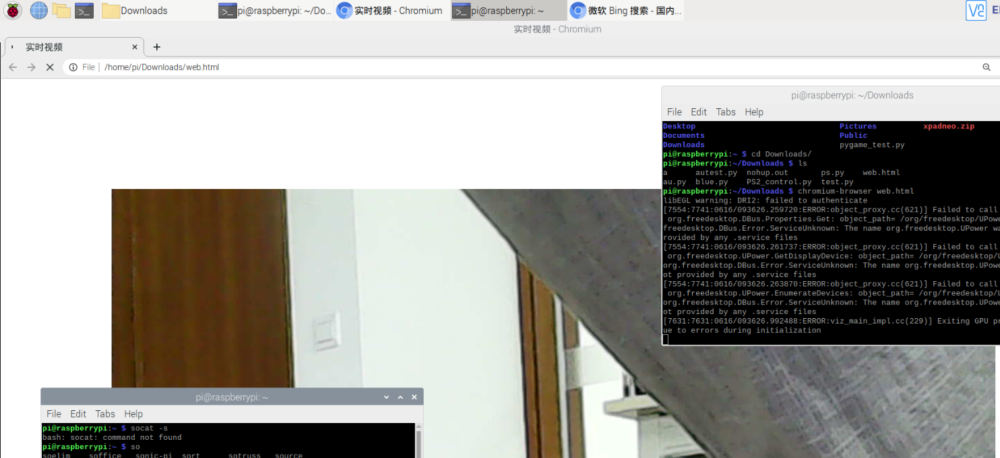 Downloads
pi@raspberrypi: ~/Do...
实时视频 - Chromium
pi@raspberrypi: ~
微软 Bing 搜索 - 国内...
实时视频 - Chromium
实时视频
File | /home/pi/Downloads/web.html
pi@raspberrypi: ~/Downloads
File Edit Tabs Help
Desktop Pictures xpadneo.zip
Documents Public
Downloads pygame_test.py
pi@raspberrypi:~ $ cd Downloads/
pi@raspberrypi:~/Downloads $ ls
a autest.py nohup.out ps.py web.html
au.py blue.py PS2_control.py test.py
pi@raspberrypi:~/Downloads $ chromium-browser web.html
libEGL warning: DRI2: failed to authenticate
[7554:7741:0616/093626.259720:ERROR:object_proxy.cc(621)] Failed to call
org.freedesktop.DBus.Properties.Get: object_path= /org/freedesktop/UPow
freedesktop.DBus.Error.ServiceUnknown: The name org.freedesktop.UPower wa
rovided by any .service files
[7554:7741:0616/093626.261737:ERROR:object_proxy.cc(621)] Failed to call
org.freedesktop.UPower.GetDisplayDevice: object_path= /org/freedesktop/
org.freedesktop.DBus.Error.ServiceUnknown: The name org.freedesktop.UPowe
ot provided by any .service files
[7554:7741:0616/093626.263870:ERROR:object_proxy.cc(621)] Failed to call
org.freedesktop.UPower.EnumerateDevices: object_path= /org/freedesktop/
org.freedesktop.DBus.Error.ServiceUnknown: The name org.freedesktop.UPowe
ot provided by any .service files
[7631:7631:0616/093626.992488:ERROR:viz_main_impl.cc(229)] Exiting GPU pr
ue to errors during initialization
pi@raspberrypi: ~
File Edit Tabs Help
pi@raspberrypi:~ $ socat -s
bash: socat: command not found
pi@raspberrypi:~ $ so
soelim soffice sonic-pi sort sotruss source